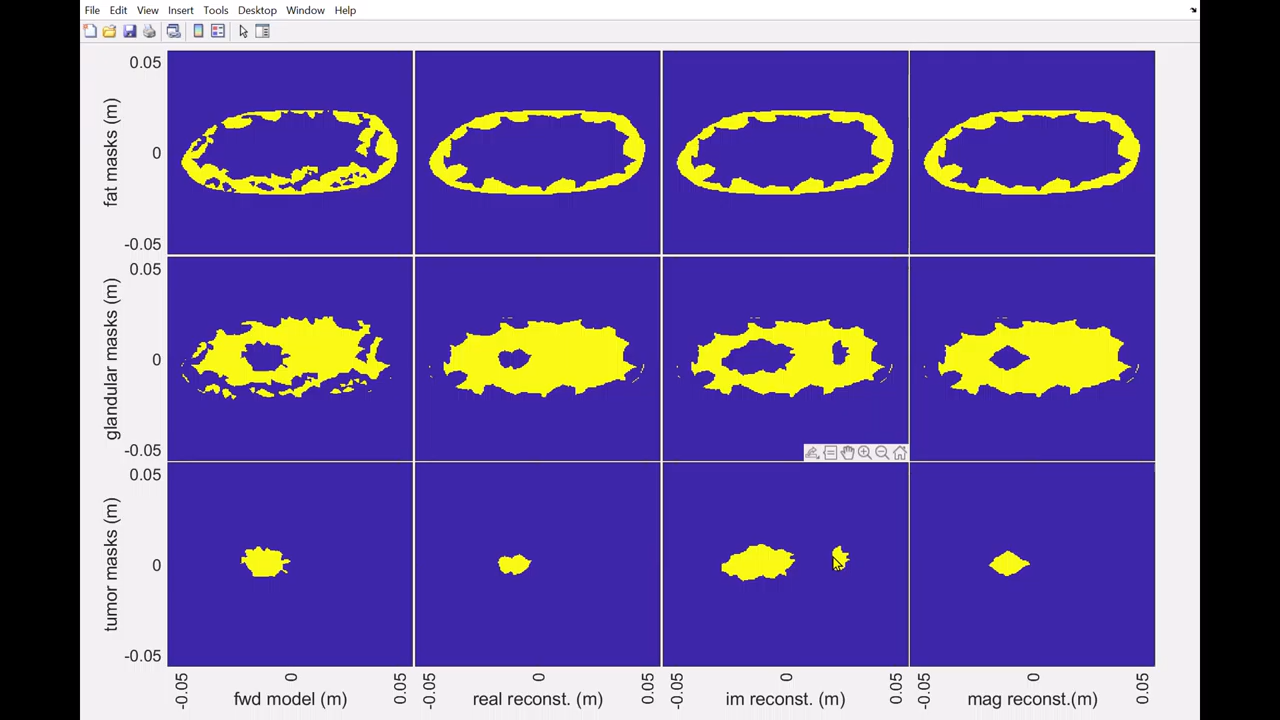 File Edit View Insert Tools Desktop Window Help
0.05
fat masks (m)
0
-0.05
0.05
glandular masks (m)
0
-0.05
0.05
tumor masks (m)
0
-0.05
-0.05 0 0.05 -0.05 0 0.05 -0.05 0 0.05 -0.05 0 0.05
fwd model (m) real reconst. (m) im reconst. (m) mag reconst.(m)